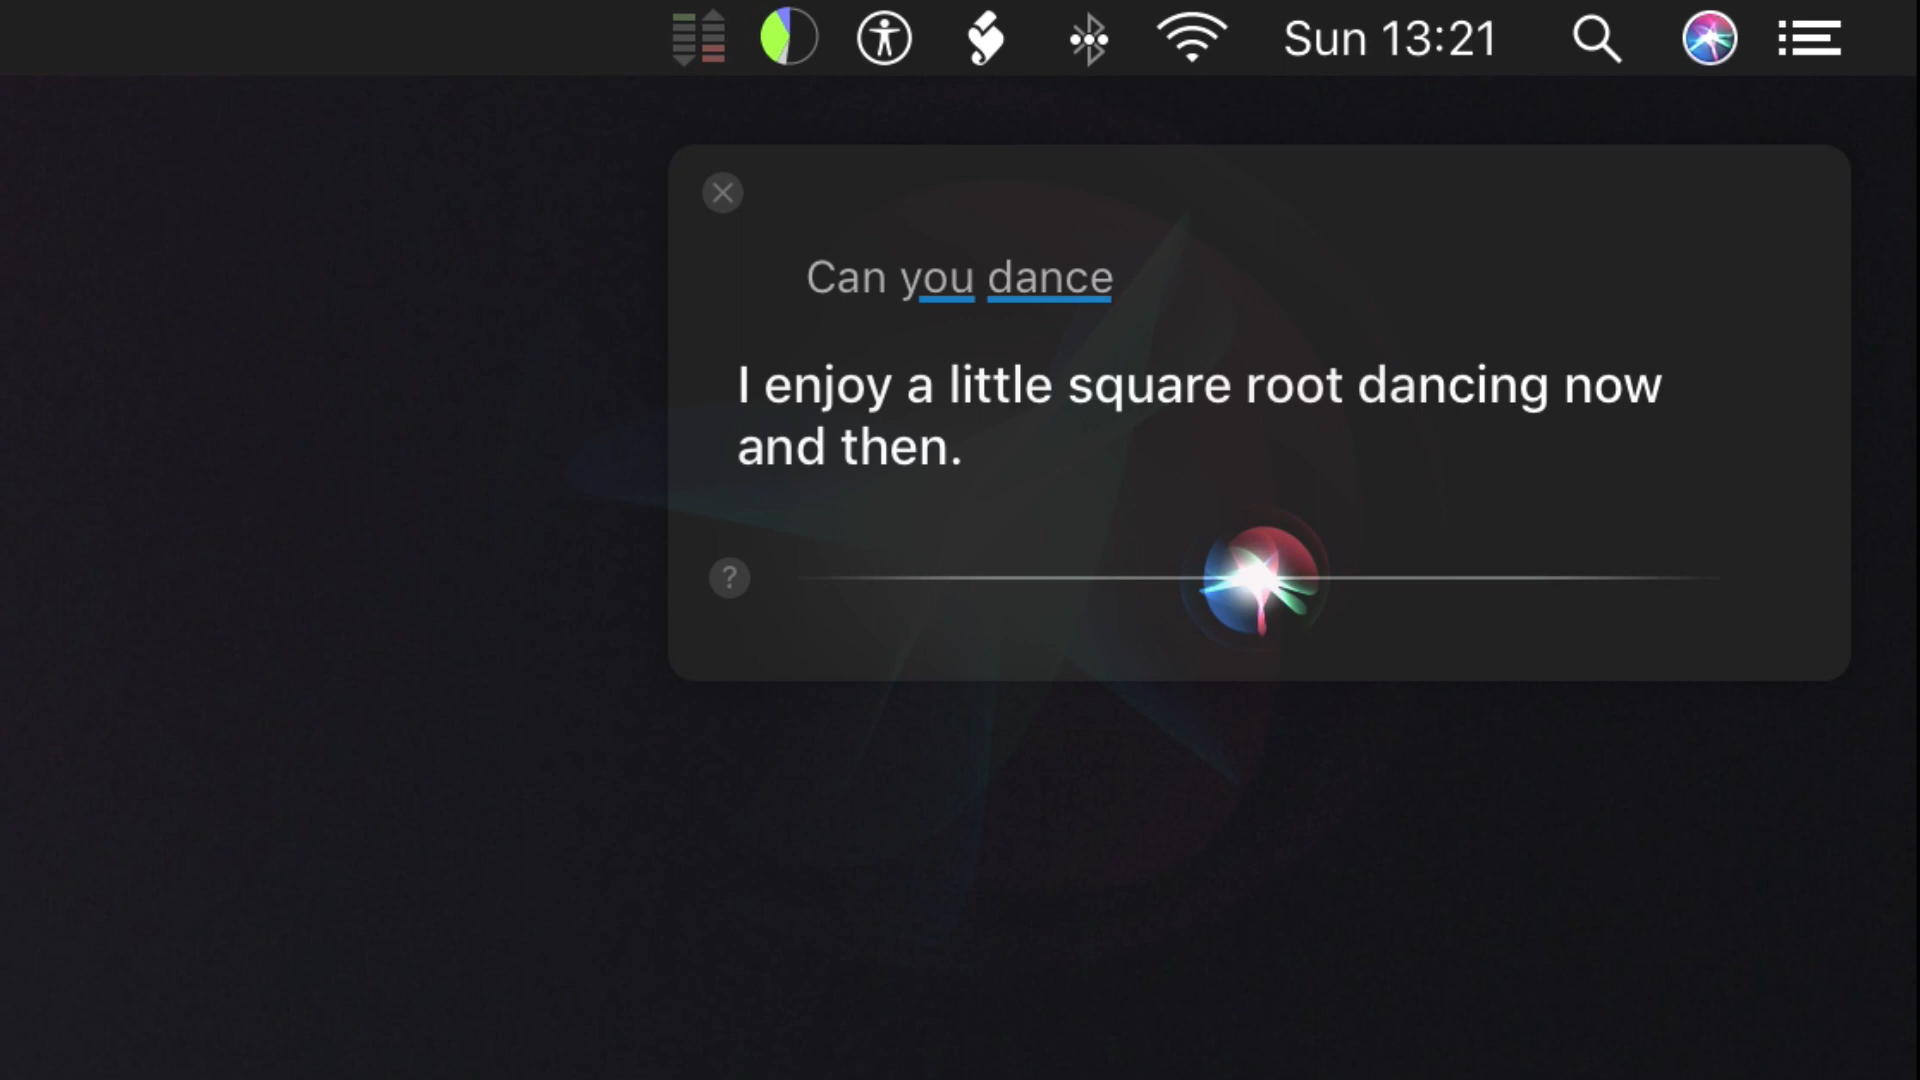 Sun 13:21
Can you dance
I enjoy a little square root dancing now
and then.
?